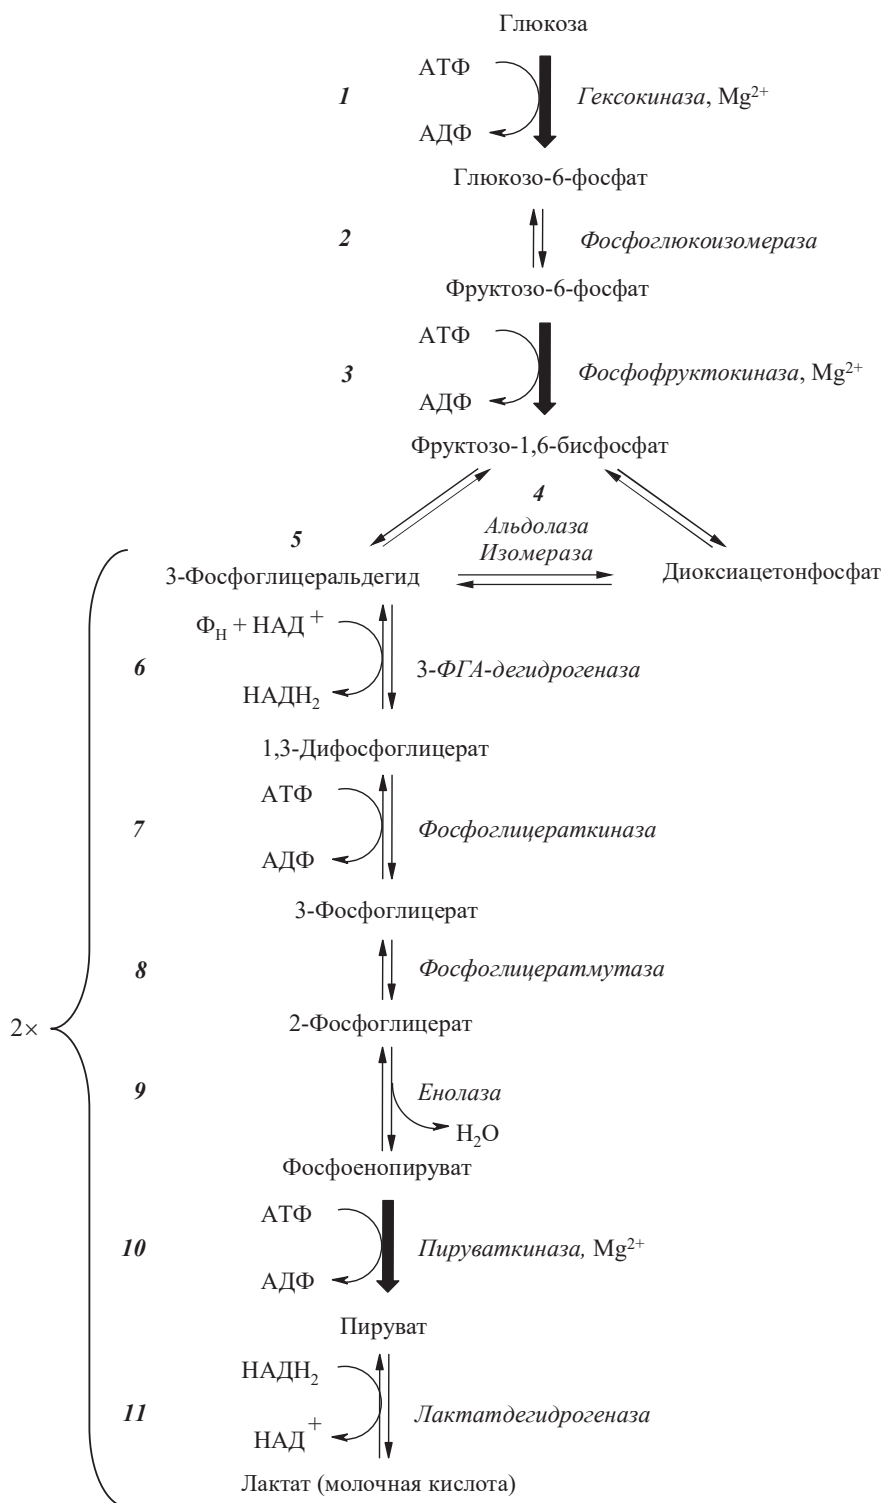 Глюкоза
АТФ
1
Гексокиназа, Mg²⁺
АДФ
Глюкозо-6-фосфат
2
Фосфоглюкоизомераза
Фруктозо-6-фосфат
АТФ
3
Фосфофруктокиназа, Mg²⁺
АДФ
Фруктозо-1,6-бисфосфат
4
5
Альдолаза
Изомераза
3-Фосфоглицеральдегид
Диоксиацетонфосфат
Ф_Н + НАД⁺
6
3-ФГА-дегидрогеназа
НАДН₂
1,3-Дифосфоглицерат
АТФ
7
Фосфоглицераткиназа
АДФ
3-Фосфоглицерат
8
Фосфоглицератмутаза
2-Фосфоглицерат
2×
9
Енолаза
H₂O
Фосфоенопируват
АТФ
10
Пируваткиназа, Mg²⁺
АДФ
Пируват
НАДН₂
11
Лактатдегидрогеназа
НАД⁺
Лактат (молочная кислота)